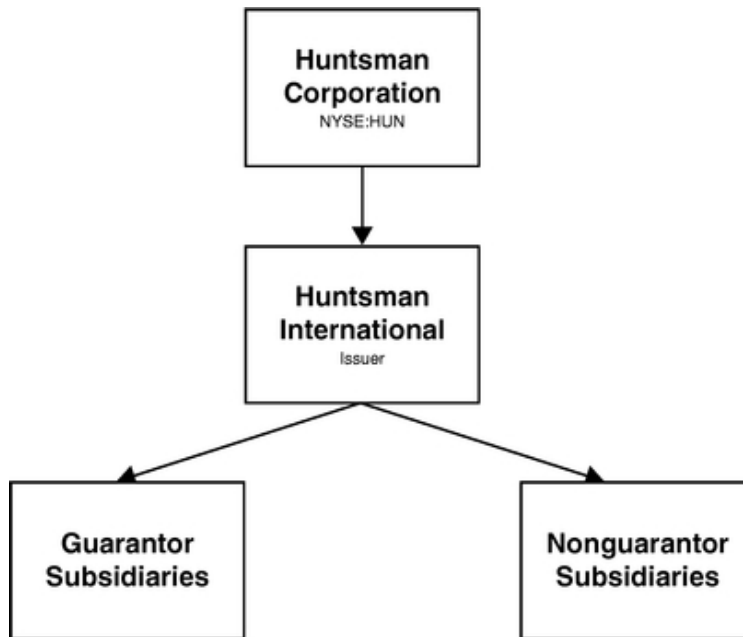 Huntsman
Corporation
NYSE:HUN
Huntsman
International
Issuer
Guarantor
Subsidiaries
Nonguarantor
Subsidiaries